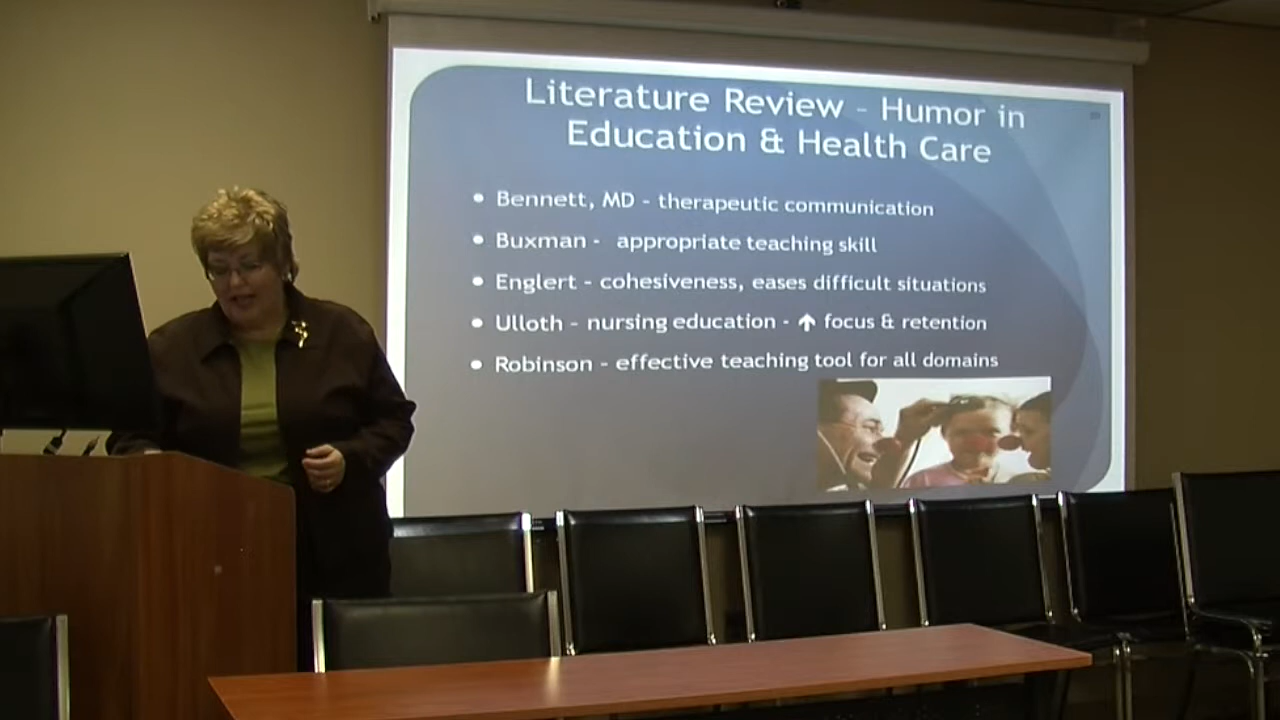 Literature Review – Humor in
Education & Health Care
• Bennett, MD - therapeutic communication
• Buxman - appropriate teaching skill
• Englert - cohesiveness, eases difficult situations
• Ulloth - nursing education - ↑ focus & retention
• Robinson - effective teaching tool for all domains